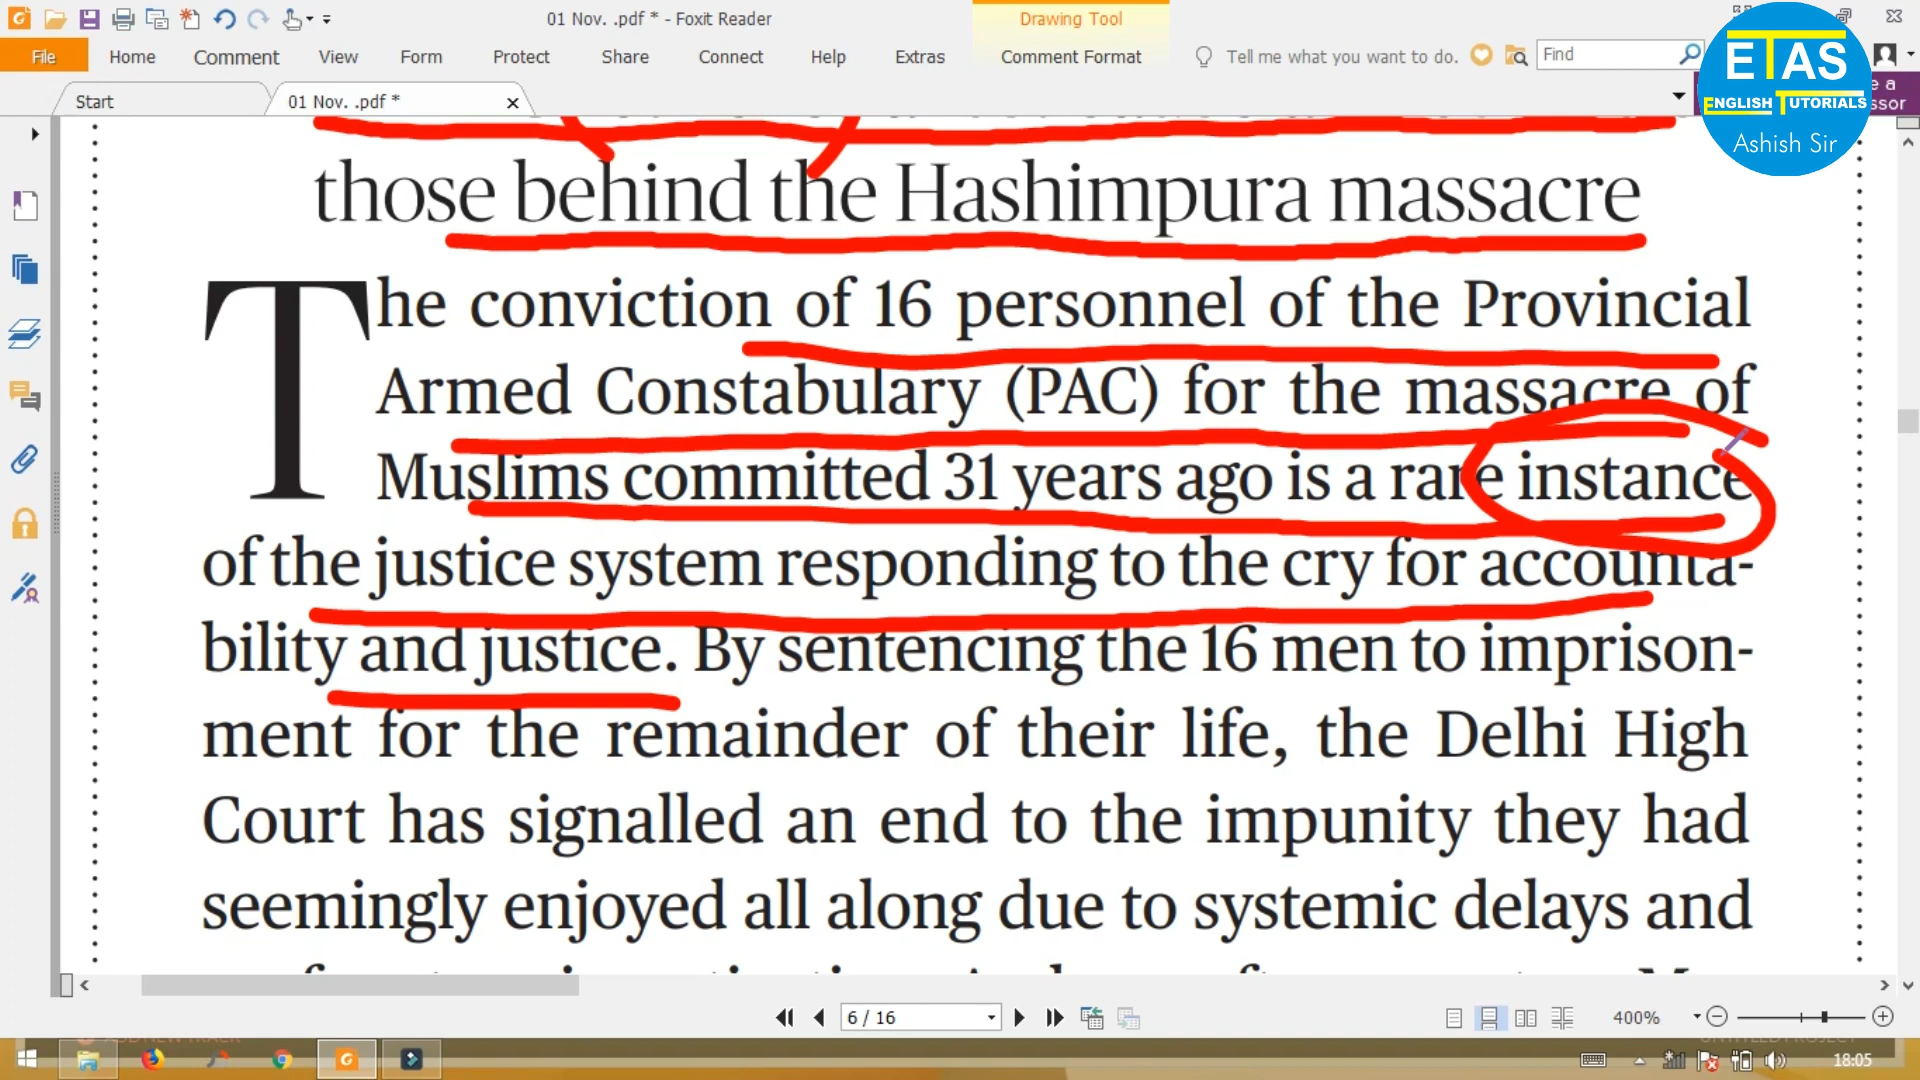 01 Nov. .pdf * - Foxit Reader
Drawing Tool
File
Home
Comment
View
Form
Protect
Share
Connect
Help
Extras
Comment Format
Tell me what you want to do.
Find
ETAS
ENGLISH TUTORIALS
Ashish Sir
e a
ssor
Start
01 Nov. .pdf *
those behind the Hashimpura massacre
The conviction of 16 personnel of the Provincial
Armed Constabulary (PAC) for the massacre of
Muslims committed 31 years ago is a rare instance
of the justice system responding to the cry for accounta-
bility and justice. By sentencing the 16 men to imprison-
ment for the remainder of their life, the Delhi High
Court has signalled an end to the impunity they had
seemingly enjoyed all along due to systemic delays and
6 / 16
400%
18:05